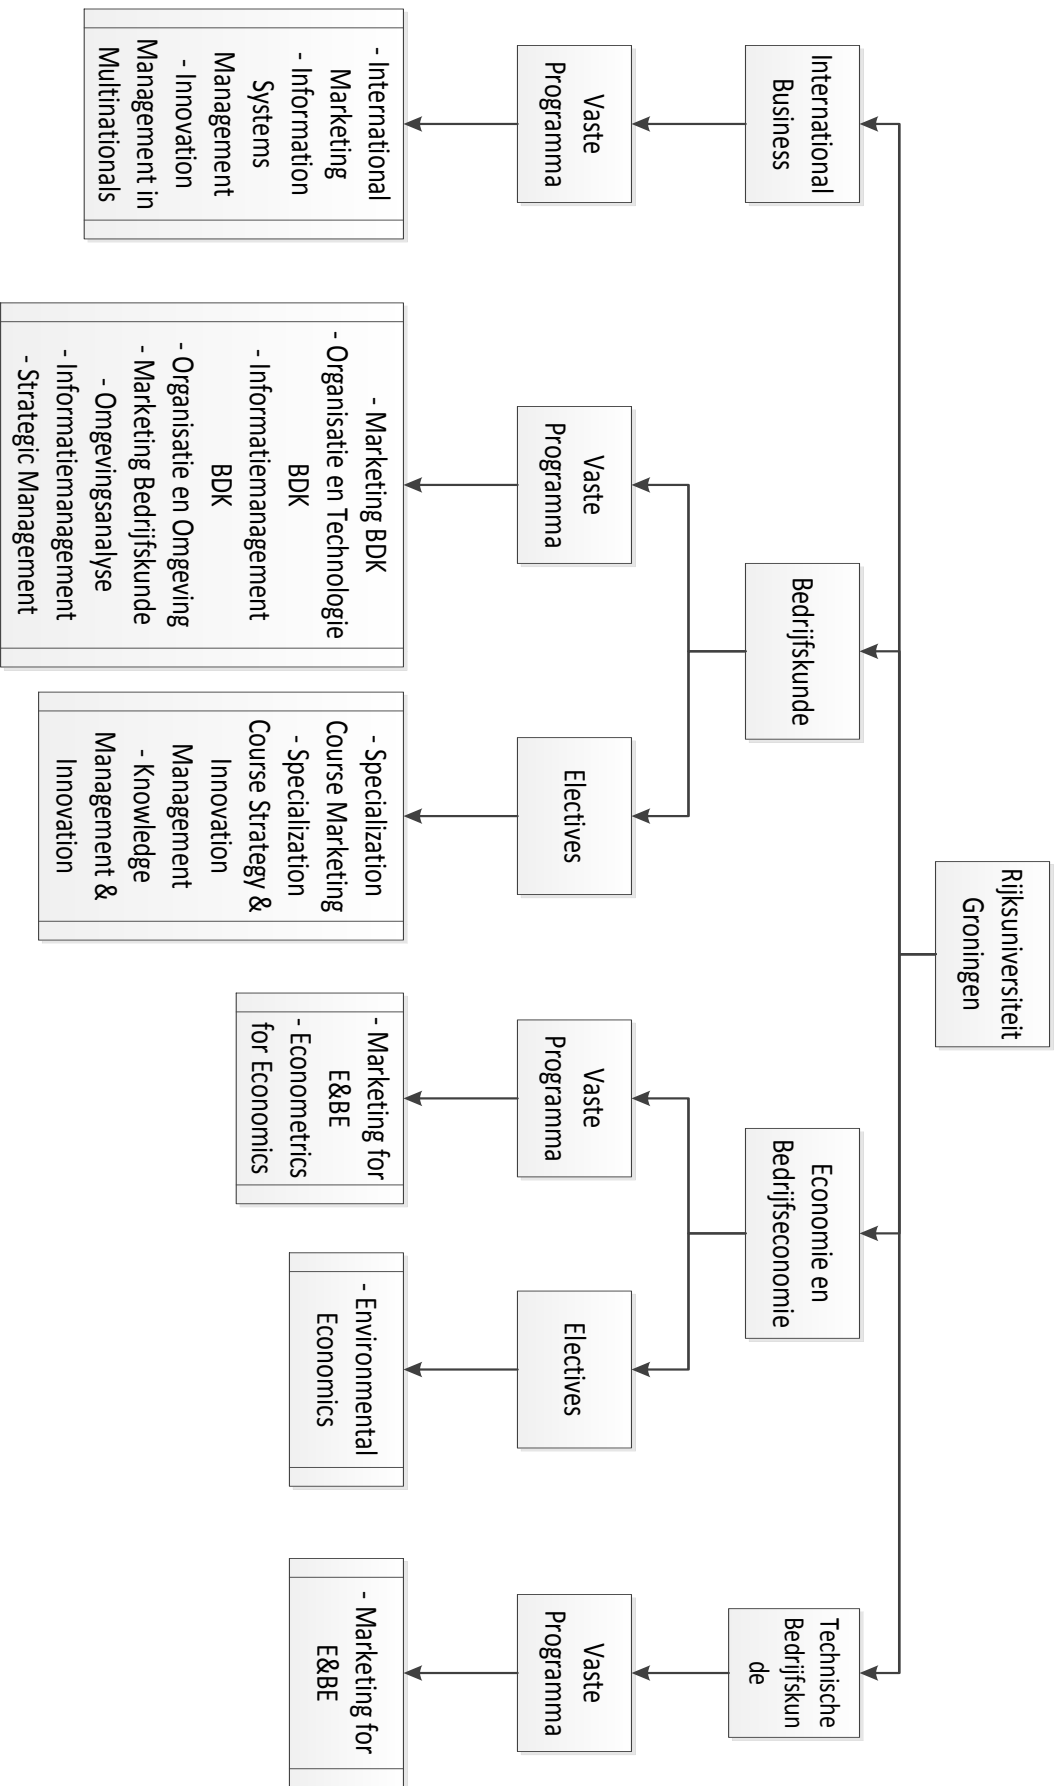 Rijksuniversiteit
Groningen
International
Business
Bedrijfskunde
Economie en
Bedrijfseconomie
Technische
Bedrijfskun
de
Vaste
Programma
Vaste
Programma
Electives
Vaste
Programma
Electives
Vaste
Programma
- International
Marketing
- Information
Systems
Management
- Innovation
Management in
Multinationals
- Marketing BDK
- Organisatie en Technologie
BDK
- Informatiemanagement
BDK
- Organisatie en Omgeving
- Marketing Bedrijfskunde
- Omgevingsanalyse
- Informatiemanagement
- Strategic Management
- Specialization
Course Marketing
- Specialization
Course Strategy &
Innovation
Management
- Knowledge
Management &
Innovation
- Marketing for
E&BE
- Econometrics
for Economics
- Environmental
Economics
- Marketing for
E&BE